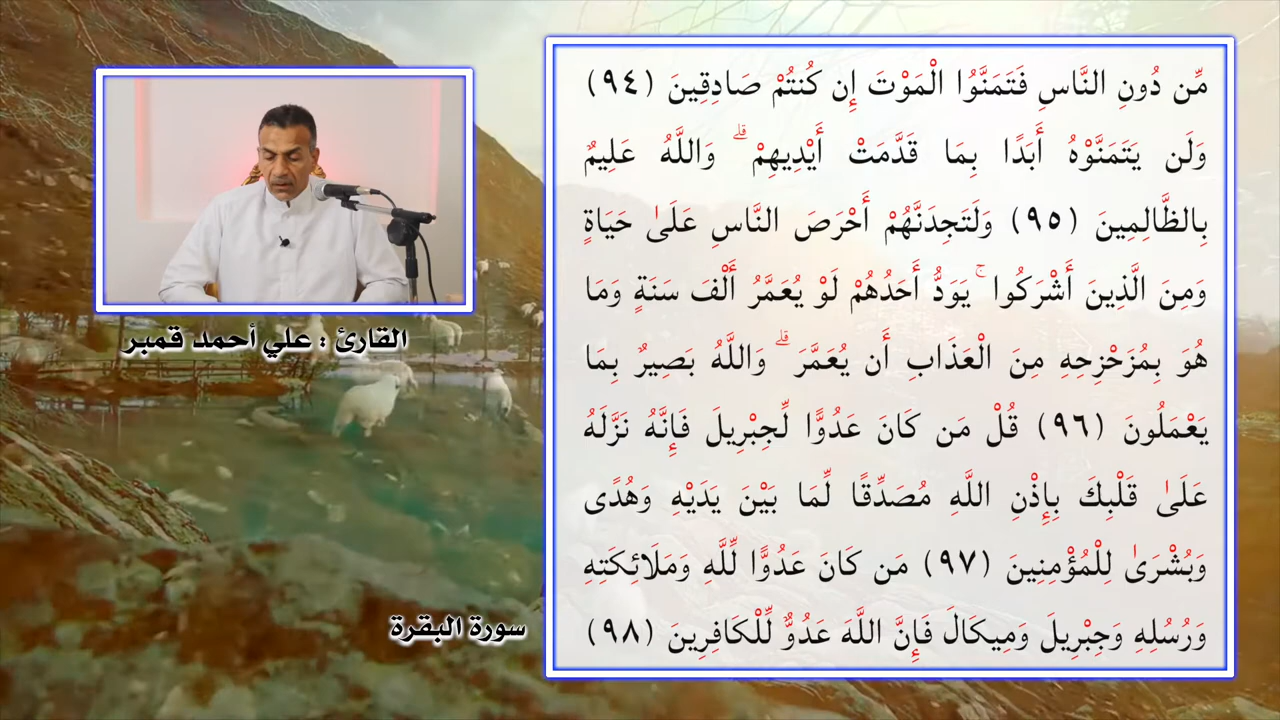 مِّن دُونِ النَّاسِ فَتَمَنَّوُا الْمَوْتَ إِن كُنتُمْ صَادِقِينَ (٩٤)
وَلَن يَتَمَنَّوْهُ أَبَدًا بِمَا قَدَّمَتْ أَيْدِيهِمْ ۗ وَاللَّهُ عَلِيمٌ
بِالظَّالِمِينَ (٩٥) وَلَتَجِدَنَّهُمْ أَحْرَصَ النَّاسِ عَلَىٰ حَيَاةٍ
وَمِنَ الَّذِينَ أَشْرَكُوا ۚ يَوَدُّ أَحَدُهُمْ لَوْ يُعَمَّرُ أَلْفَ سَنَةٍ وَمَا
هُوَ بِمُزَحْزِحِهِ مِنَ الْعَذَابِ أَن يُعَمَّرَ ۗ وَاللَّهُ بَصِيرٌ بِمَا
يَعْمَلُونَ (٩٦) قُلْ مَن كَانَ عَدُوًّا لِّجِبْرِيلَ فَإِنَّهُ نَزَّلَهُ
عَلَىٰ قَلْبِكَ بِإِذْنِ اللَّهِ مُصَدِّقًا لِّمَا بَيْنَ يَدَيْهِ وَهُدًى
وَبُشْرَىٰ لِلْمُؤْمِنِينَ (٩٧) مَن كَانَ عَدُوًّا لِّلَّهِ وَمَلَائِكَتِهِ
وَرُسُلِهِ وَجِبْرِيلَ وَمِيكَالَ فَإِنَّ اللَّهَ عَدُوٌّ لِّلْكَافِرِينَ (٩٨)
القارئ : علي أحمد قمبر
سورة البقرة